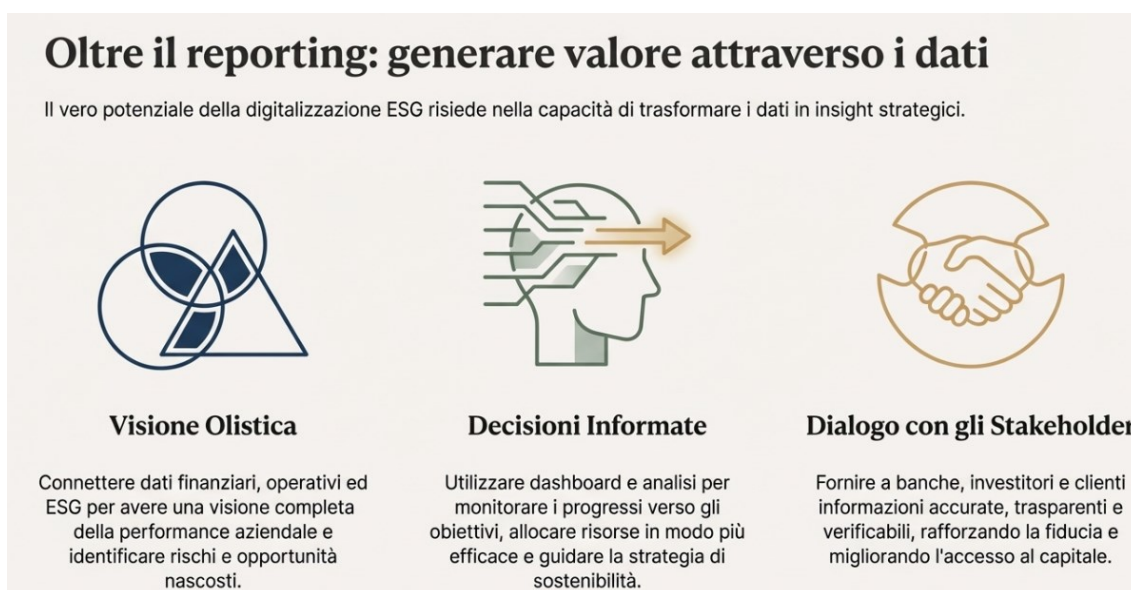 Oltre il reporting: generare valore attraverso i dati
Il vero potenziale della digitalizzazione ESG risiede nella capacità di trasformare i dati in insight strategici.
Visione Olistica
Connettere dati finanziari, operativi ed
ESG per avere una visione completa
della performance aziendale e
identificare rischi e opportunità
nascosti.
Decisioni Informate
Utilizzare dashboard e analisi per
monitorare i progressi verso gli
obiettivi, allocare risorse in modo più
efficace e guidare la strategia di
sostenibilità.
Dialogo con gli Stakeholder
Fornire a banche, investitori e clienti
informazioni accurate, trasparenti e
verificabili, rafforzando la fiducia e
migliorando l'accesso al capitale.